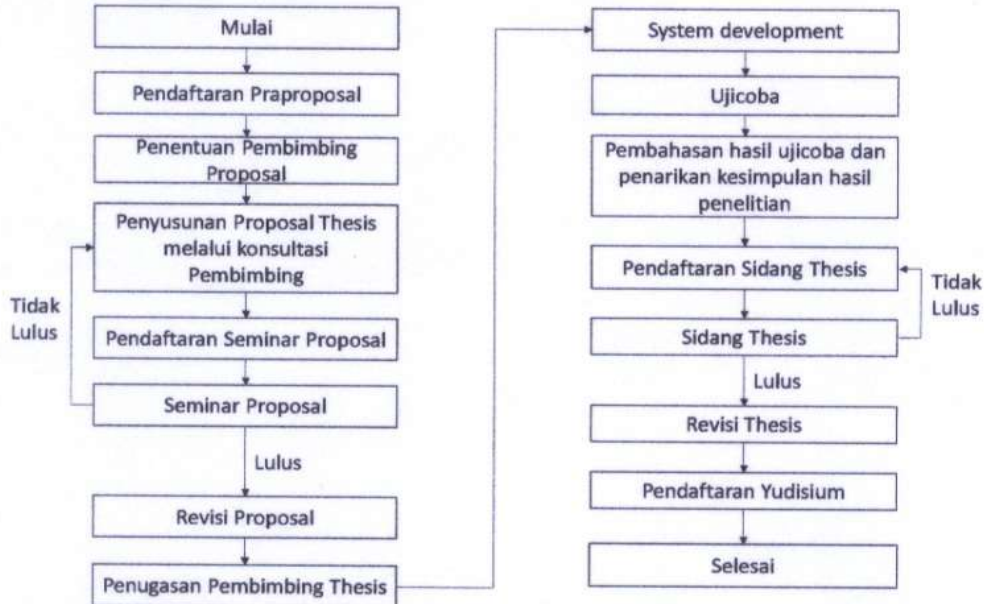 Mulai
Pendaftaran Praproposal
Penentuan Pembimbing
Proposal
Penyusunan Proposal Thesis
melalui konsultasi
Pembimbing
Tidak
Lulus
Pendaftaran Seminar Proposal
Seminar Proposal
Lulus
Revisi Proposal
Penugasan Pembimbing Thesis
System development
Ujicoba
Pembahasan hasil ujicoba dan
penarikan kesimpulan hasil
penelitian
Pendaftaran Sidang Thesis
Tidak
Lulus
Sidang Thesis
Lulus
Revisi Thesis
Pendaftaran Yudisium
Selesai